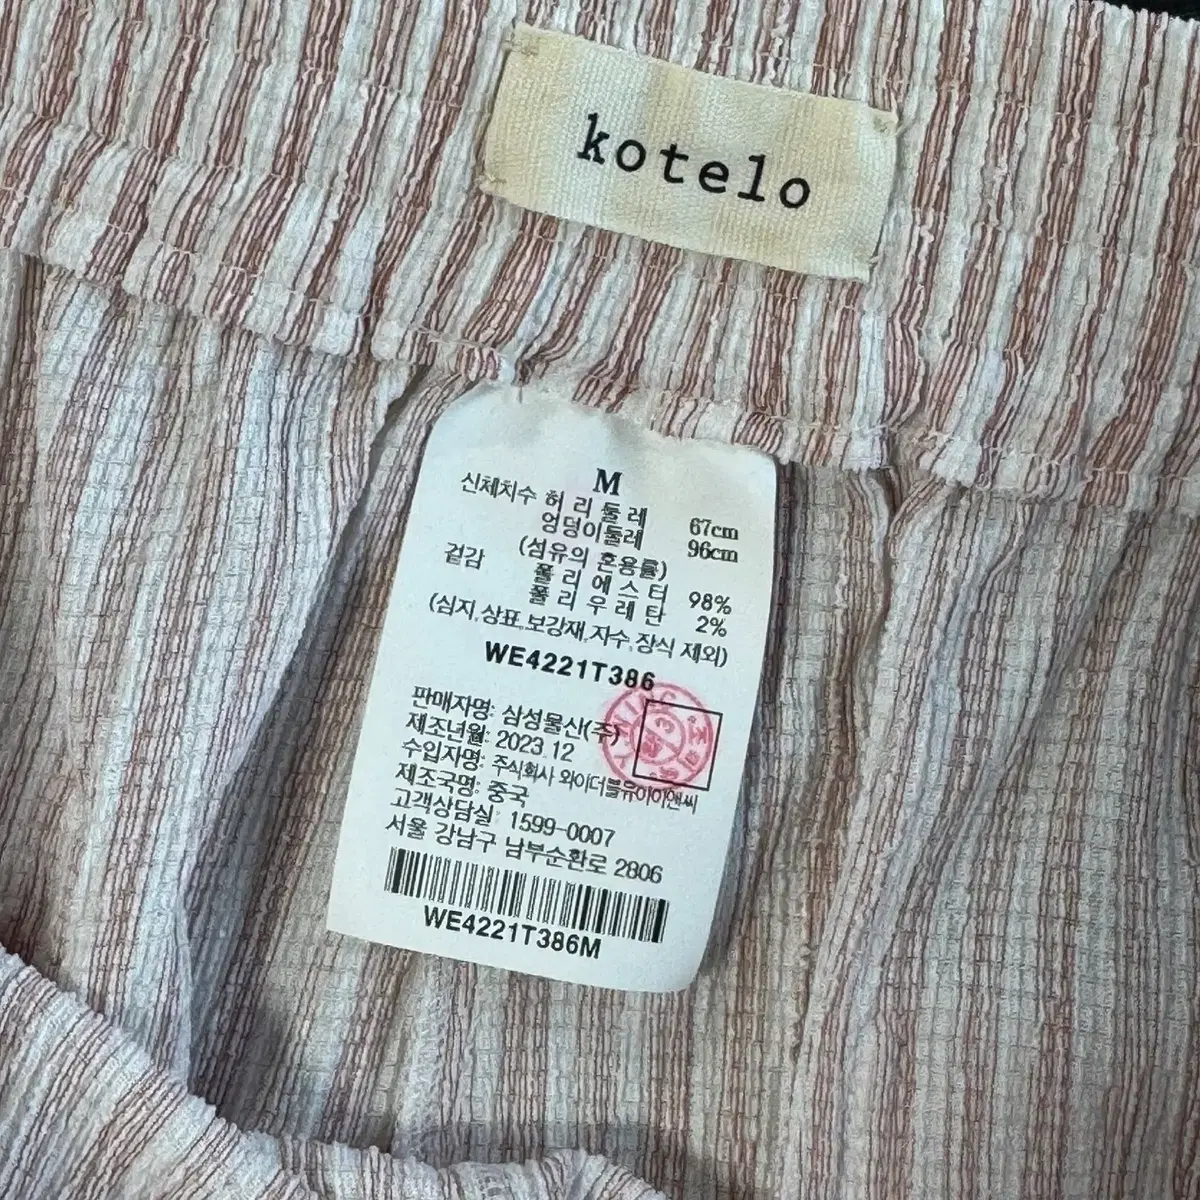 kotelo
M
신체치수 허 리 둘 레 67cm
엉덩이둘레 96cm
(섬유의 혼용률)
겉감 폴 리 에 스 터 98%
폴 리 우 레 탄 2%
(심지,상표,보강재,자수,장식 제외)
WE4221T386
판매자명: 삼성물산(주)
제조년월: 2023.12
수입자명: 주식회사 와이더블유이이앤씨
제조국명: 중국
고객상담실: 1599-0007
서울 강남구 남부순환로 2806
WE4221T386M